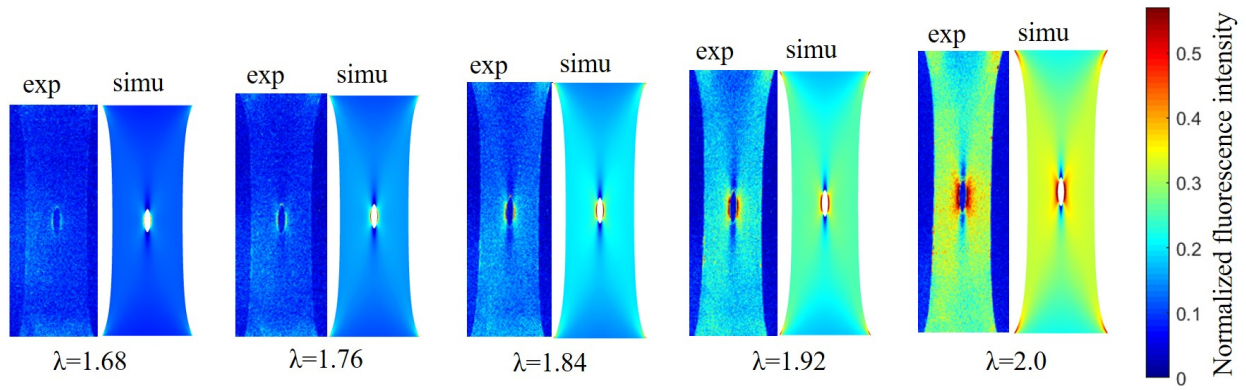 exp simu
exp simu
exp simu
exp simu
exp simu
λ=1.68
λ=1.76
λ=1.84
λ=1.92
λ=2.0
0.5
0.4
0.3
0.2
0.1
0
Normalized fluorescence intensity